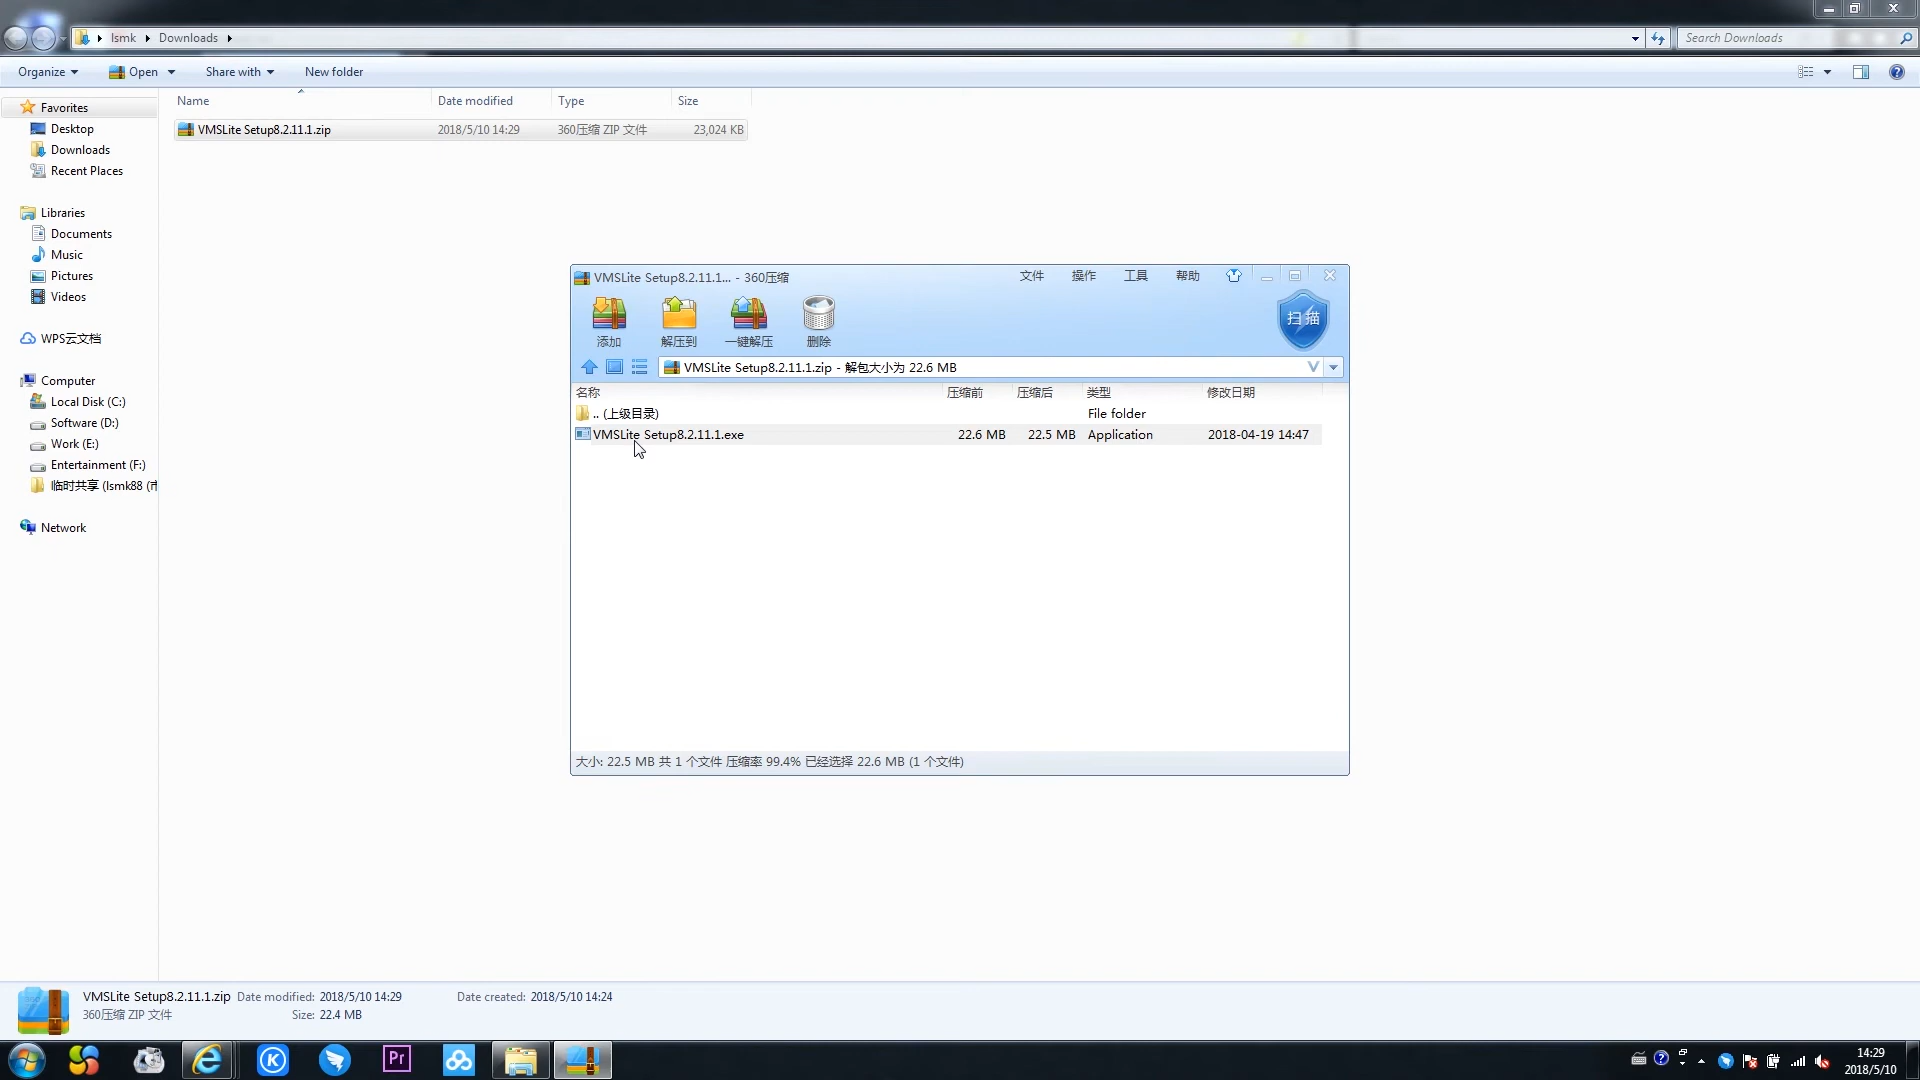 lsmk ▸ Downloads ▸
Search Downloads
Organize Open Share with New folder
Name Date modified Type Size
VMSLite Setup8.2.11.1.zip 2018/5/10 14:29 360压缩 ZIP 文件 23,024 KB
Favorites
Desktop
Downloads
Recent Places
Libraries
Documents
Music
Pictures
Videos
WPS云文档
Computer
Local Disk (C:)
Software (D:)
Work (E:)
Entertainment (F:)
临时共享 (lsmk88 (市
Network
VMSLite Setup8.2.11.1... - 360压缩 文件 操作 工具 帮助
添加 解压到 一键解压 删除 扫描
VMSLite Setup8.2.11.1.zip - 解包大小为 22.6 MB
名称 压缩前 压缩后 类型 修改日期
.. (上级目录) File folder
VMSLite Setup8.2.11.1.exe 22.6 MB 22.5 MB Application 2018-04-19 14:47
大小: 22.5 MB 共 1 个文件 压缩率 99.4% 已经选择 22.6 MB (1 个文件)
VMSLite Setup8.2.11.1.zip Date modified: 2018/5/10 14:29 Date created: 2018/5/10 14:24
360压缩 ZIP 文件 Size: 22.4 MB
K
Pr
14:29
2018/5/10